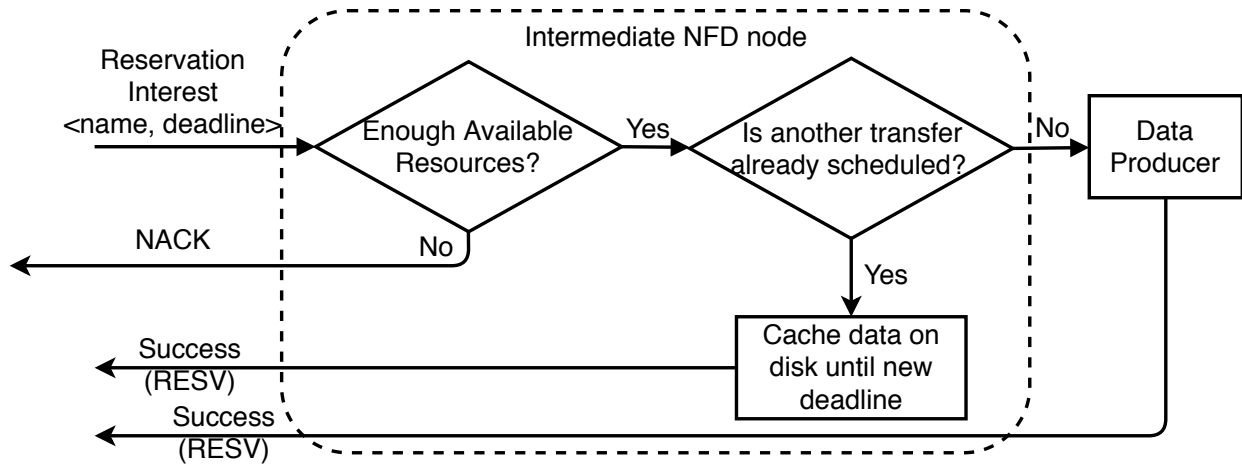 Intermediate NFD node
Reservation
Interest
<name, deadline>
Enough Available
Resources?
Yes
Is another transfer
already scheduled?
No
Data
Producer
NACK
No
Yes
Cache data on
disk until new
deadline
Success
(RESV)
Success
(RESV)